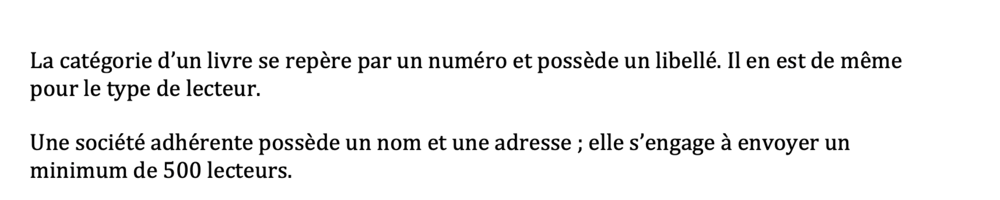 La catégorie d’un livre se repère par un numéro et possède un libellé. Il en est de même
pour le type de lecteur.
Une société adhérente possède un nom et une adresse ; elle s’engage à envoyer un
minimum de 500 lecteurs.